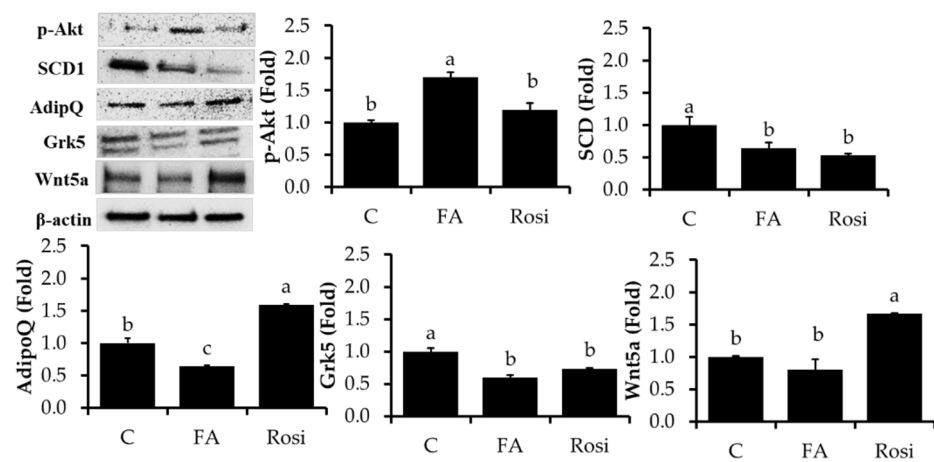 p-Akt
SCD1
AdipQ
Grk5
Wnt5a
β-actin
p-Akt (Fold)
2.5
2.0
1.5
1.0
0.5
0.0
b
a
b
C FA Rosi
SCD (Fold)
2.5
2.0
1.5
1.0
0.5
0.0
a
b
b
C FA Rosi
AdipoQ (Fold)
2.5
2.0
1.5
1.0
0.5
0.0
b
c
a
C FA Rosi
Grk5 (Fold)
2.5
2.0
1.5
1.0
0.5
0.0
a
b
b
C FA Rosi
Wnt5a (Fold)
2.5
2.0
1.5
1.0
0.5
0.0
b
b
a
C FA Rosi